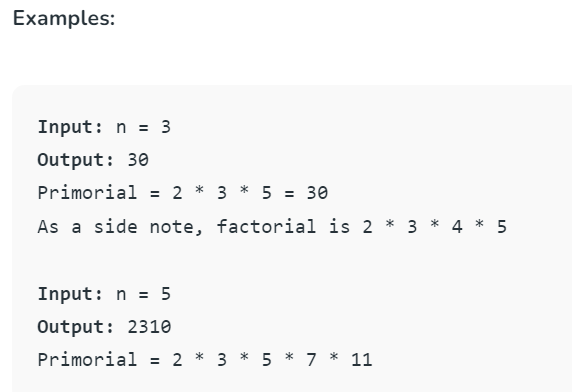 Examples:
Input: n = 3
Output: 30
Primorial = 2 * 3 * 5 = 30
As a side note, factorial is 2 * 3 * 4 * 5
Input: n = 5
Output: 2310
Primorial = 2 * 3 * 5 * 7 * 11